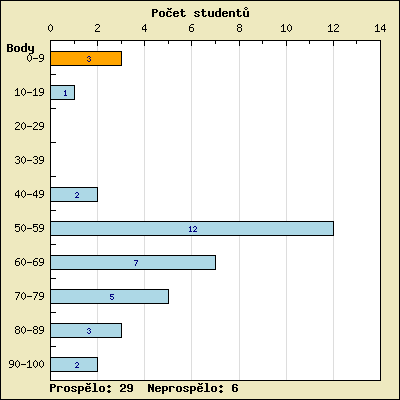 Počet studentů
0 2 4 6 8 10 12 14
Body
0-9 3
10-19 1
20-29
30-39
40-49 2
50-59 12
60-69 7
70-79 5
80-89 3
90-100 2
Prospělo: 29 Neprospělo: 6